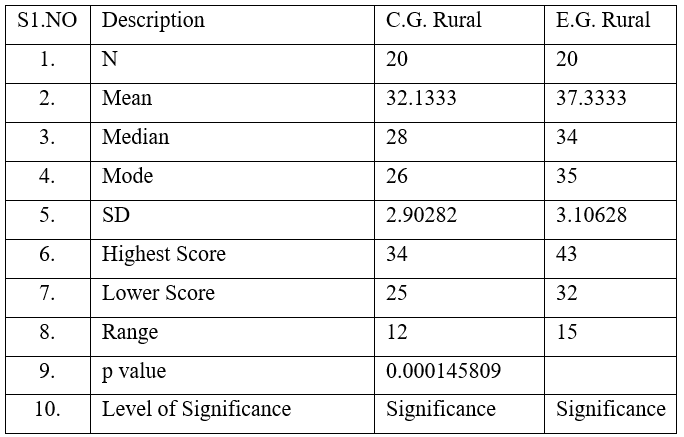 S1.NO Description C.G. Rural E.G. Rural
1. N 20 20
2. Mean 32.1333 37.3333
3. Median 28 34
4. Mode 26 35
5. SD 2.90282 3.10628
6. Highest Score 34 43
7. Lower Score 25 32
8. Range 12 15
9. p value 0.000145809
10. Level of Significance Significance Significance